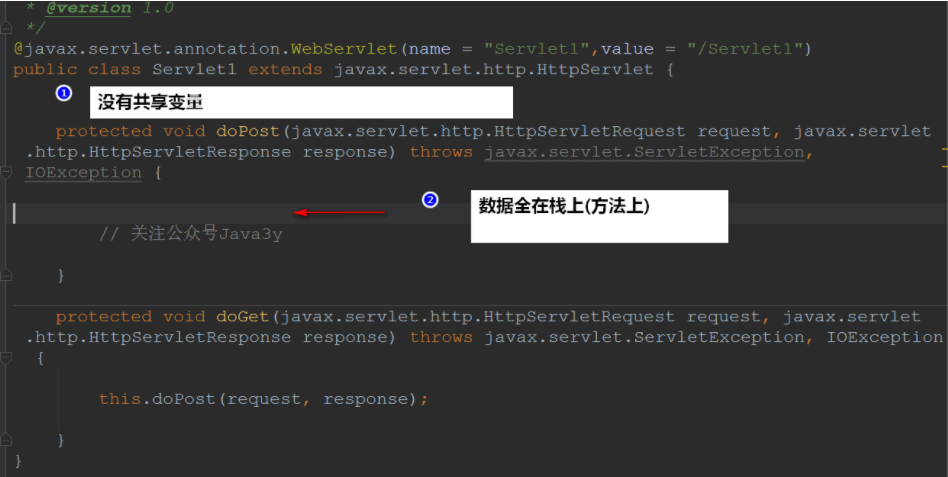 * @version 1.0
*/
@javax.servlet.annotation.WebServlet(name = "Servlet1",value = "/Servlet1")
public class Servlet1 extends javax.servlet.http.HttpServlet {
1
没有共享变量
protected void doPost(javax.servlet.http.HttpServletRequest request, javax.servlet
.http.HttpServletResponse response) throws javax.servlet.ServletException,
IOException {
2
数据全在栈上(方法上)
// 关注公众号Java3y
}
protected void doGet(javax.servlet.http.HttpServletRequest request, javax.servlet
.http.HttpServletResponse response) throws javax.servlet.ServletException, IOException
{
this.doPost(request, response);
}
}